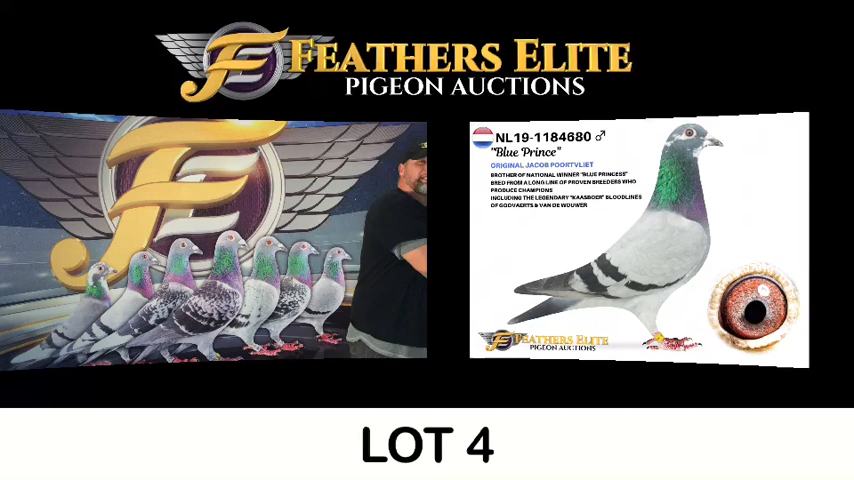 FEATHERS ELITE
PIGEON AUCTIONS
NL19-1184680 ♂
"Blue Prince"
ORIGINAL JACOB POORTVLIET
BROTHER OF NATIONAL WINNER "BLUE PRINCESS"
BRED FROM A LONG LINE OF PROVEN BREEDERS WHO
PRODUCE CHAMPIONS
INCLUDING THE LEGENDARY "KAASBOER" BLOODLINES
OF GODVAERTS & VAN DE WOUWER
FEATHERS ELITE
PIGEON AUCTIONS
LOT 4